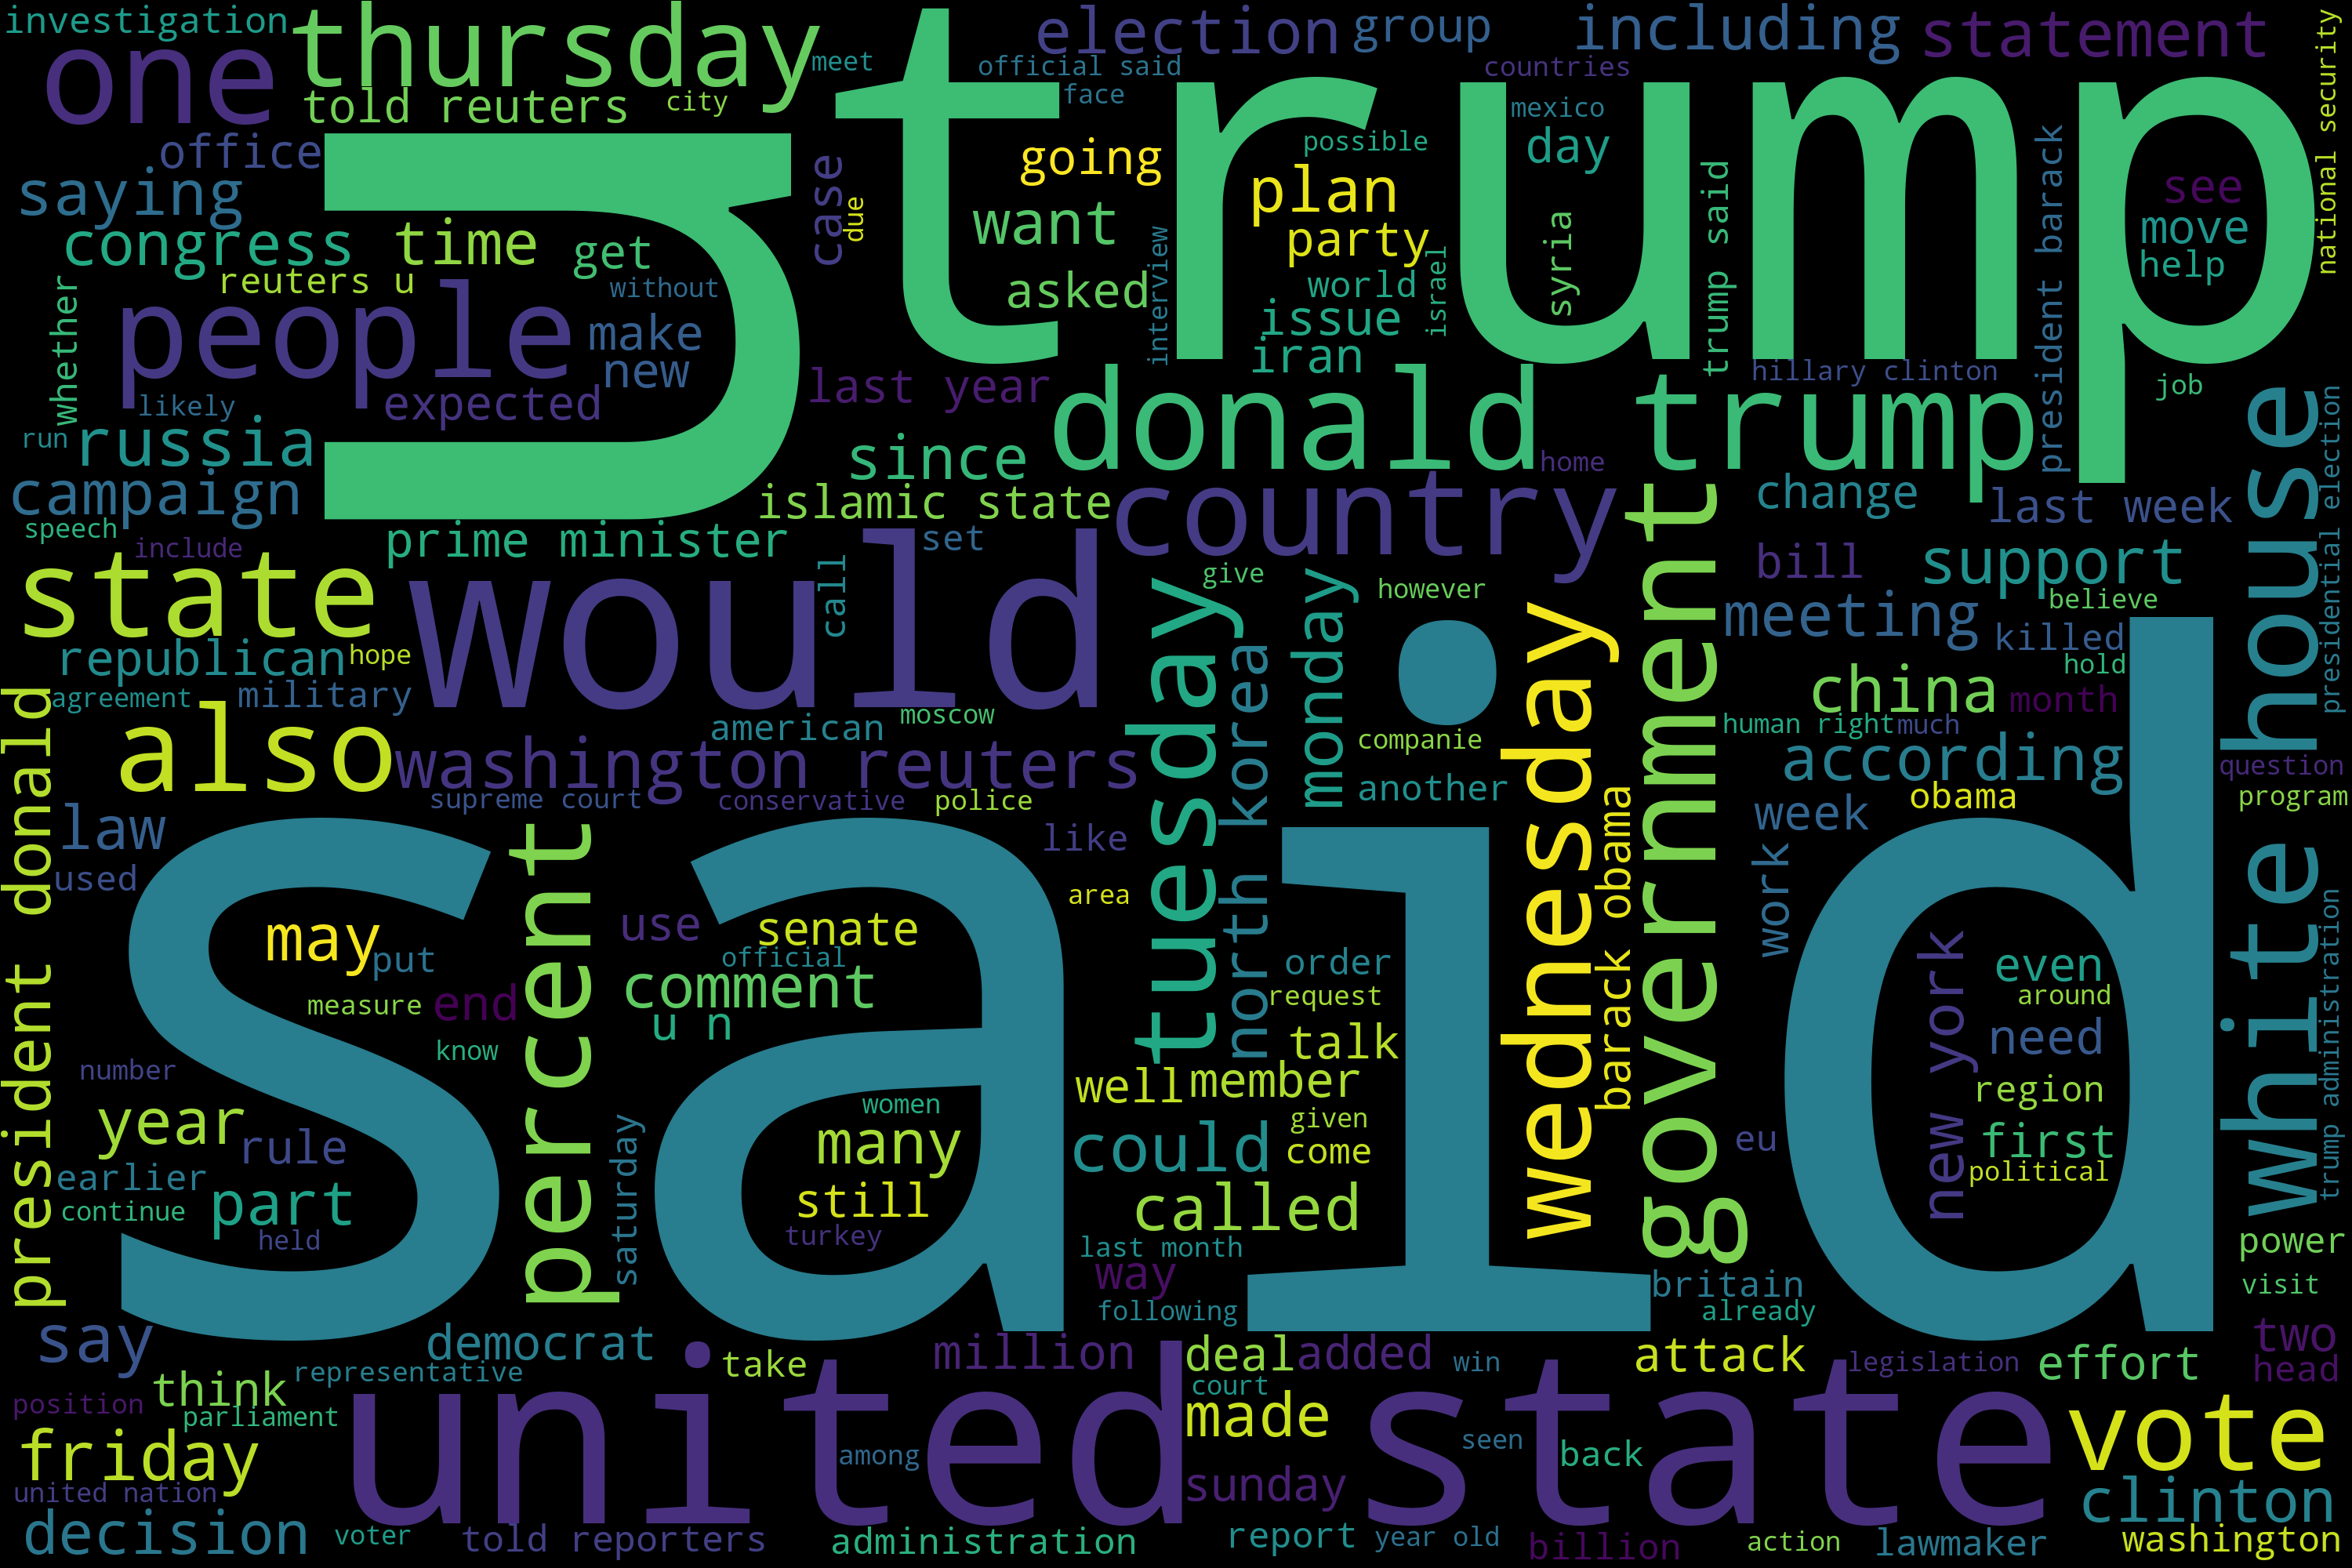 investigation
thursday
one
told reuters
meet
city
official said
face
election
group
including
statement
countries
mexico
trump
national security
office
saying
congress
time
get
reuters u
without
whether
people
make
new
expected
likely
run
russia
campaign
speech
include
u
case
due
going
want
asked
possible
plan
party
world
issue
iran
interview
israel
day
syria
trump said
president barack
see
move
help
hillary clinton
job
last year
since
islamic state
prime minister
set
call
donald trump
home
country
change
last week
white house
presidential election
state
republican
hope
agreement
military
would
also
washington reuters
american
moscow
supreme court
conservative
police
like
area
tuesday
north korea
give
monday
however
companie
another
wednesday
barack obama
government
bill
meeting
support
believe
killed
hold
china
month
human right
much
according
obama
week
work
question
program
president donald
law
used
said
may
put
measure
end
know
percent
use
senate
official
comment
u n
number
year
rule
earlier
part
continue
held
saturday
women
many
still
turkey
order
request
talk
well
member
given
could
come
called
last month
way
following
new york
even
around
need
region
first
political
eu
trump administration
britain
already
power
visit
say
democrat
representative
take
million
deal
added
court
win
attack
legislation
effort
two
head
position
think
parliament
friday
united nation
decision
voter
united state
told reporters
among
administration
made
sunday
report
year old
seen
back
billion
action
lawmaker
vote
clinton
washington